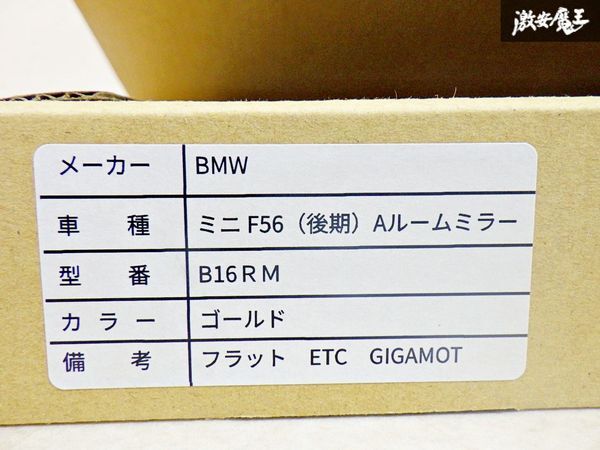 激安魔王
メーカー BMW
車種 ミニ F56（後期）Aルームミラー
型番 B16ＲＭ
カラー ゴールド
備考 フラット　ETC　GIGAMOT